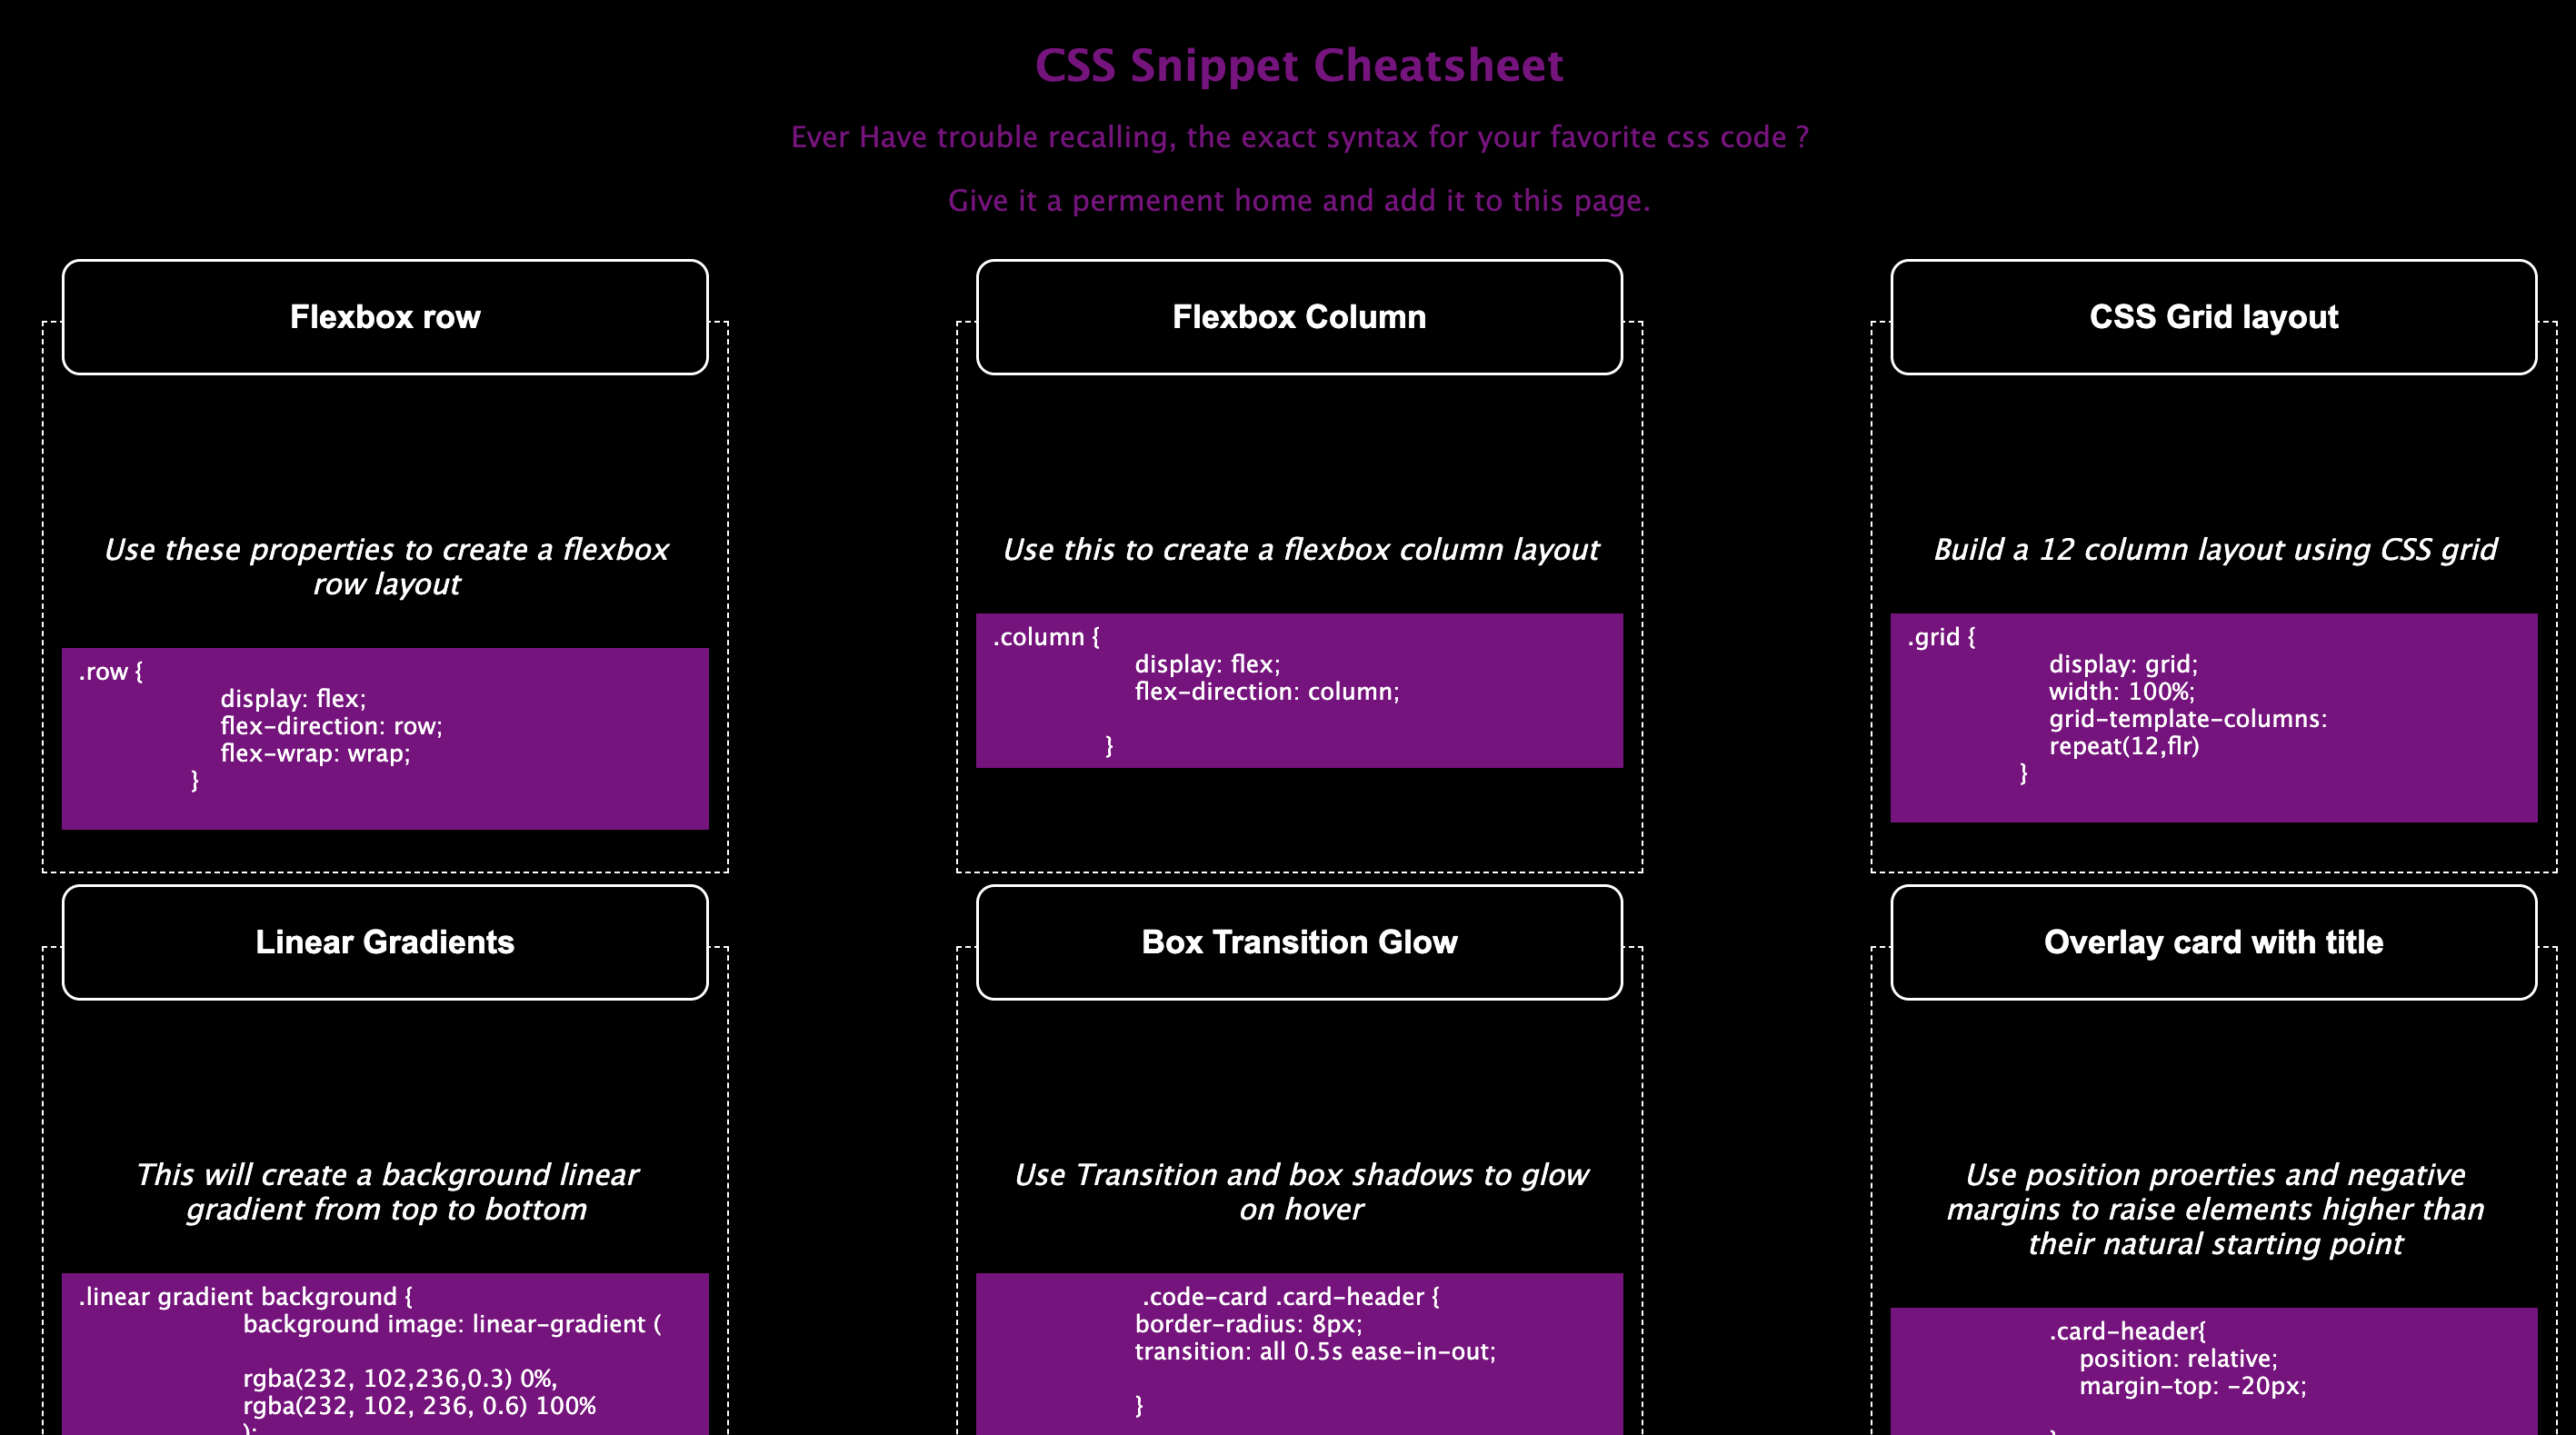 CSS Snippet Cheatsheet
Ever Have trouble recalling, the exact syntax for your favorite css code ?
Give it a permenent home and add it to this page.
Flexbox row
Use these properties to create a flexbox
row layout
.row {
display: flex;
flex-direction: row;
flex-wrap: wrap;
}
Flexbox Column
Use this to create a flexbox column layout
.column {
display: flex;
flex-direction: column;
}
CSS Grid layout
Build a 12 column layout using CSS grid
.grid {
display: grid;
width: 100%;
grid-template-columns:
repeat(12,flr)
}
Linear Gradients
This will create a background linear
gradient from top to bottom
.linear gradient background {
background image: linear-gradient (
rgba(232, 102,236,0.3) 0%,
rgba(232, 102, 236, 0.6) 100%
);
Box Transition Glow
Use Transition and box shadows to glow
on hover
.code-card .card-header {
border-radius: 8px;
transition: all 0.5s ease-in-out;
}
Overlay card with title
Use position proerties and negative
margins to raise elements higher than
their natural starting point
.card-header{
position: relative;
margin-top: -20px;
}